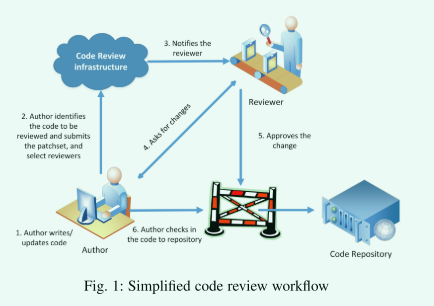 Code Review
infrastructure
3. Notifies the
reviewer
Reviewer
2. Author identifies
the code to be
reviewed and submits
the patchset, and
select reviewers
4. Asks for changes
5. Approves the
change
1. Author writes/
updates code
Author
6. Author checks in
the code to repository
Code Repository
Fig. 1: Simplified code review workflow